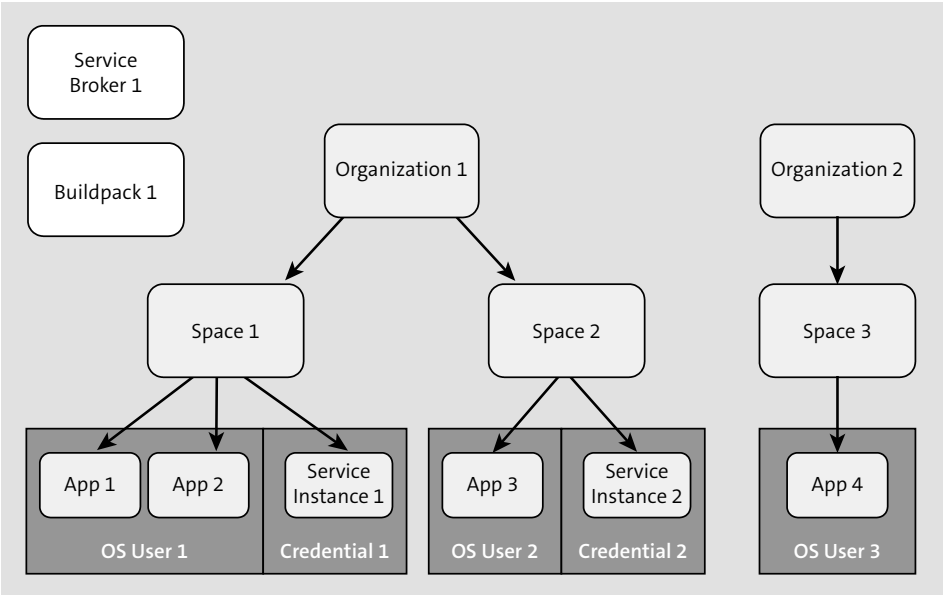 Service
Broker 1
Buildpack 1
Organization 1
Organization 2
Space 1
Space 2
Space 3
App 1
App 2
Service
Instance 1
App 3
Service
Instance 2
App 4
OS User 1
Credential 1
OS User 2
Credential 2
OS User 3